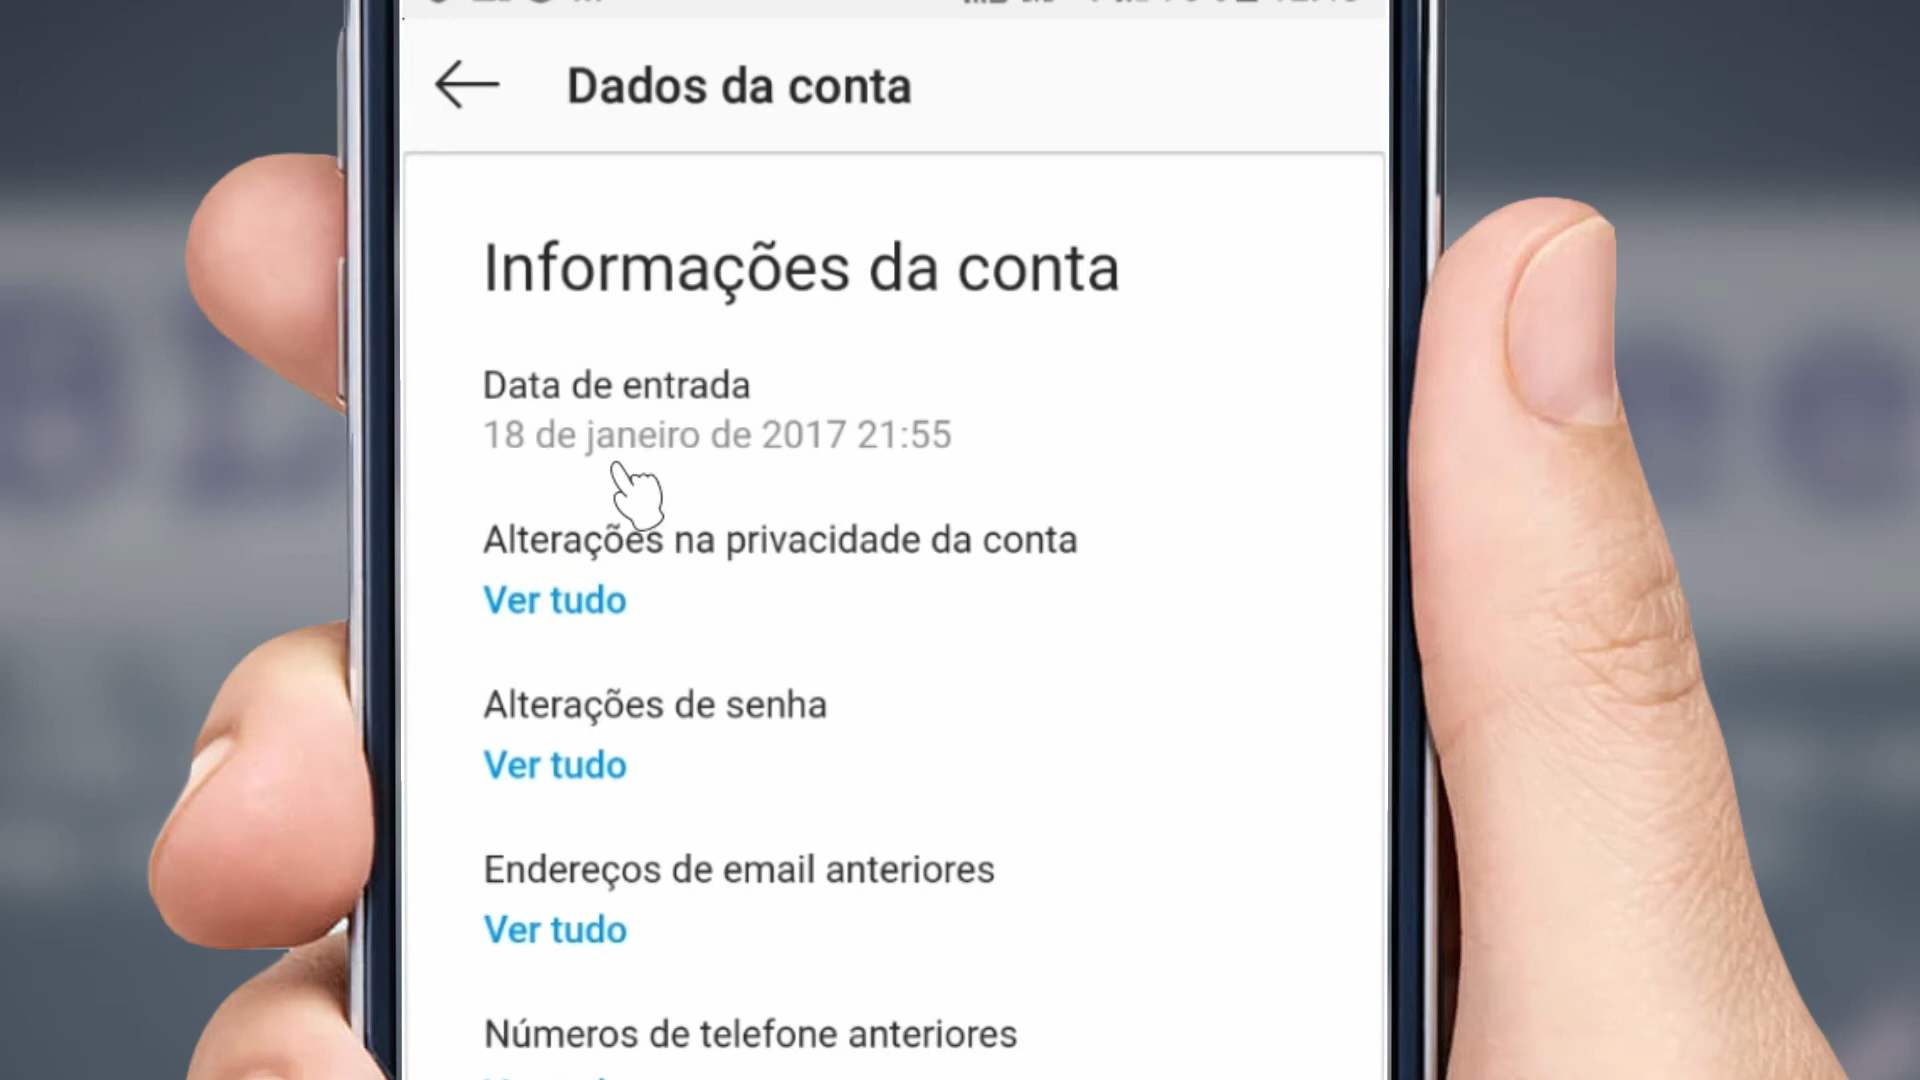 Dados da conta
Informações da conta
Data de entrada
18 de janeiro de 2017 21:55
Alterações na privacidade da conta
Ver tudo
Alterações de senha
Ver tudo
Endereços de email anteriores
Ver tudo
Números de telefone anteriores